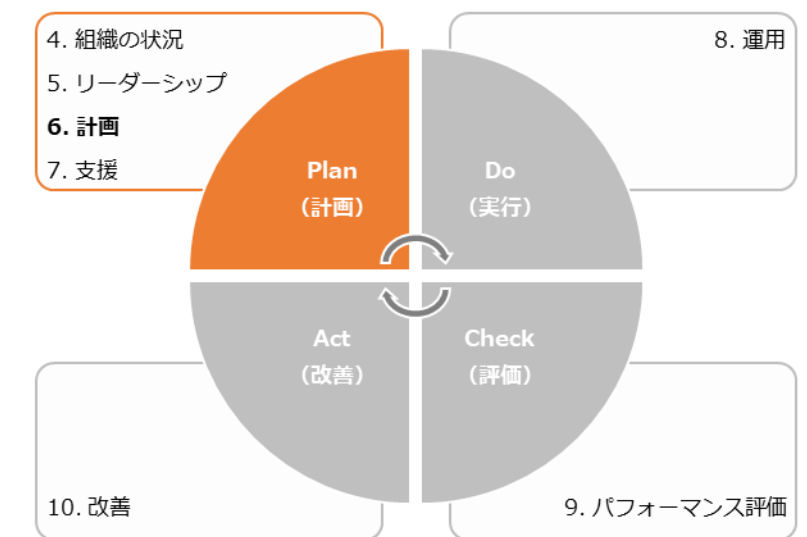 4. 組織の状況
5. リーダーシップ
6. 計画
7. 支援
8. 運用
Plan
（計画）
Do
（実行）
Act
（改善）
Check
（評価）
10. 改善
9. パフォーマンス評価